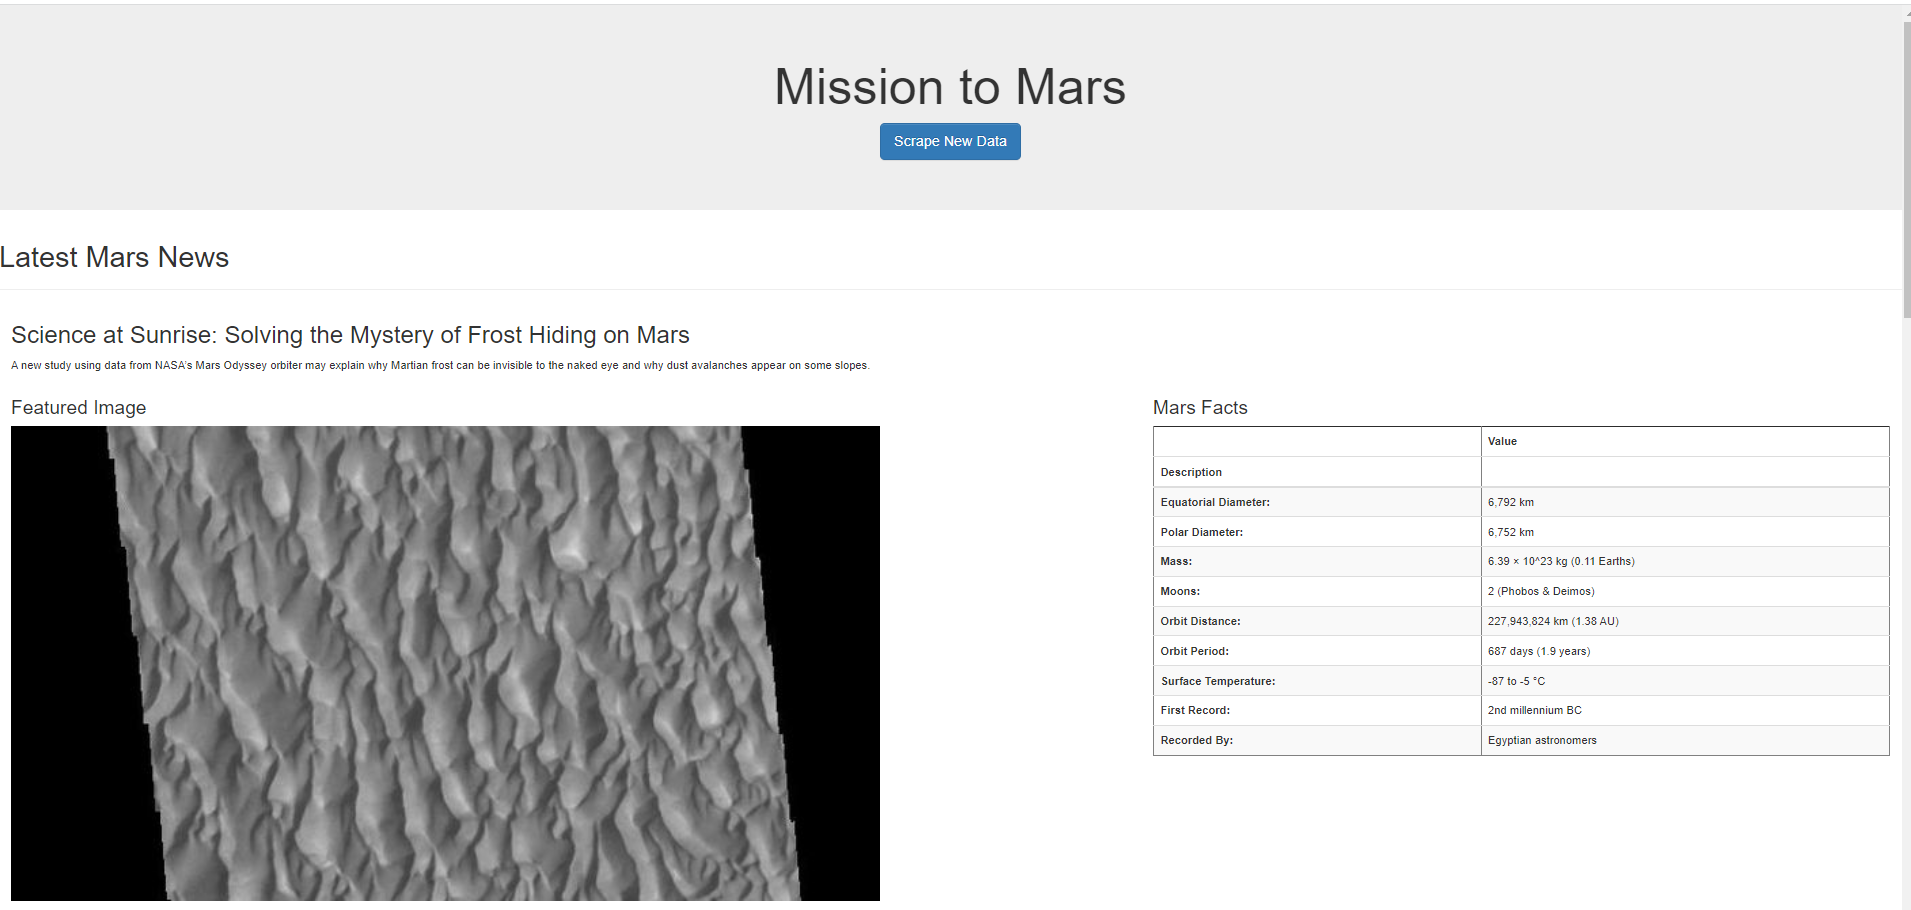 Mission to Mars
Scrape New Data
Latest Mars News
Science at Sunrise: Solving the Mystery of Frost Hiding on Mars
A new study using data from NASA's Mars Odyssey orbiter may explain why Martian frost can be invisible to the naked eye and why dust avalanches appear on some slopes.
Featured Image
Mars Facts
Value
Description
Equatorial Diameter: 6,792 km
Polar Diameter: 6,752 km
Mass: 6.39 × 10^23 kg (0.11 Earths)
Moons: 2 (Phobos & Deimos)
Orbit Distance: 227,943,824 km (1.38 AU)
Orbit Period: 687 days (1.9 years)
Surface Temperature: -87 to -5 °C
First Record: 2nd millennium BC
Recorded By: Egyptian astronomers